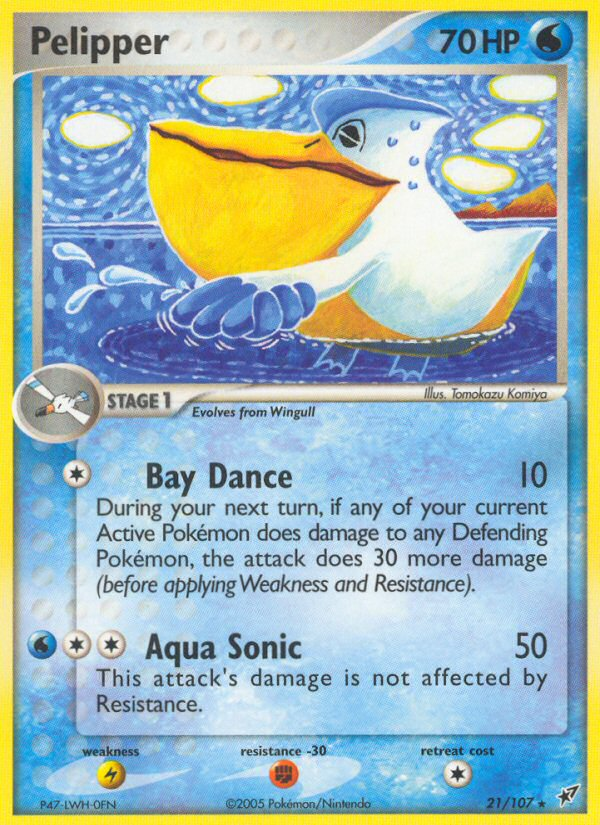 Pelipper 70 HP
Illus. Tomokazu Komiya
STAGE 1
Evolves from Wingull
Bay Dance 10
During your next turn, if any of your current
Active Pokémon does damage to any Defending
Pokémon, the attack does 30 more damage
(before applying Weakness and Resistance).
Aqua Sonic 50
This attack's damage is not affected by
Resistance.
weakness resistance -30 retreat cost
P47-LWH-0FN ©2005 Pokémon/Nintendo 21/107 ★